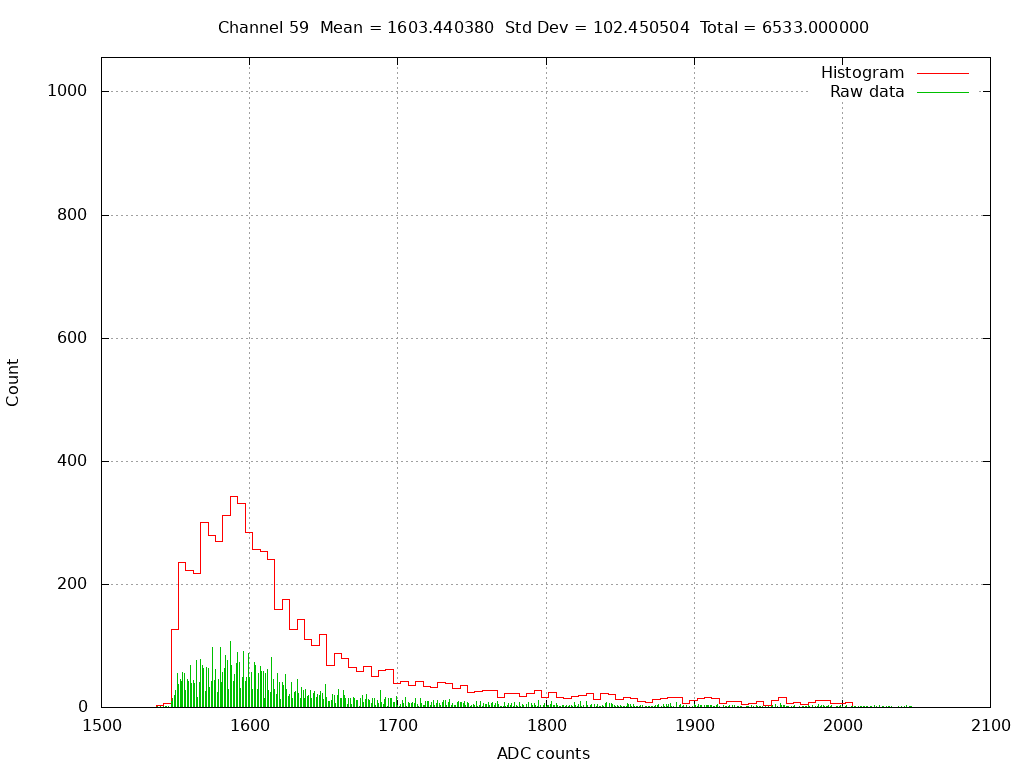 Channel 59  Mean = 1603.440380  Std Dev = 102.450504  Total = 6533.000000
Histogram
Raw data
1000
800
600
400
200
0
Count
1500 1600 1700 1800 1900 2000 2100
ADC counts